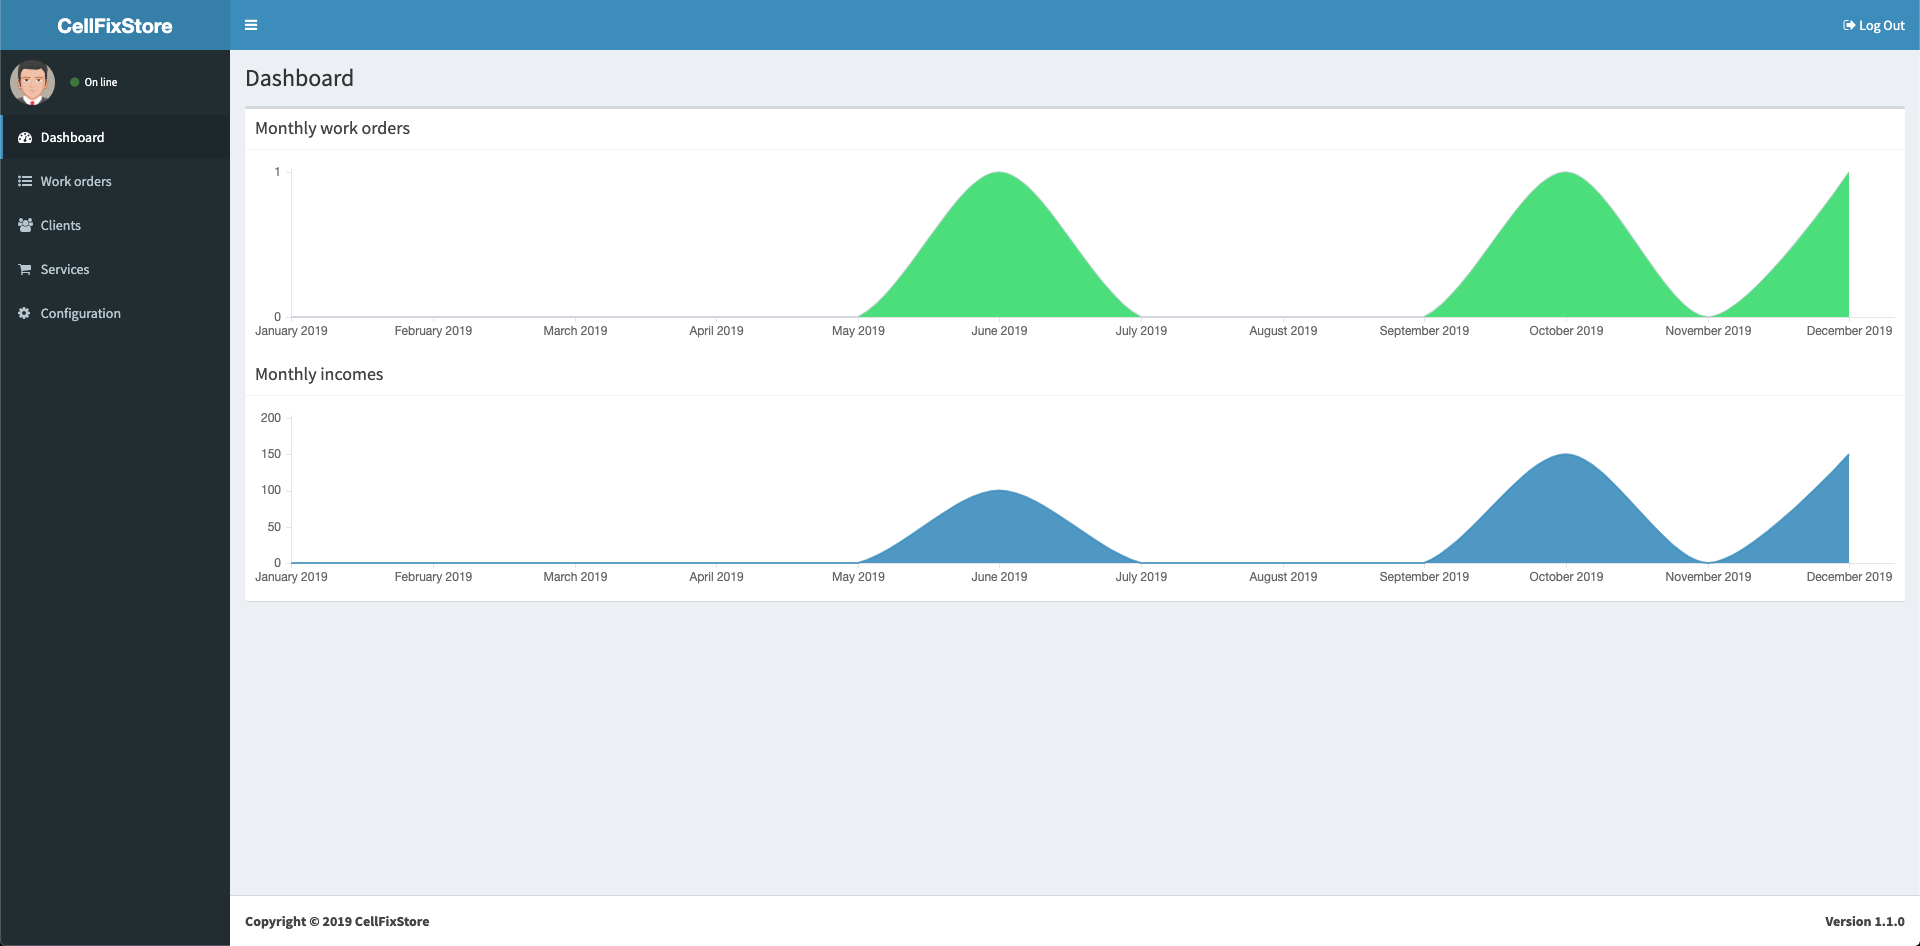 CellFixStore
Log Out
On line
Dashboard
Work orders
Clients
Services
Configuration
Dashboard
Monthly work orders
1
0
January 2019 February 2019 March 2019 April 2019 May 2019 June 2019 July 2019 August 2019 September 2019 October 2019 November 2019 December 2019
Monthly incomes
200
150
100
50
0
January 2019 February 2019 March 2019 April 2019 May 2019 June 2019 July 2019 August 2019 September 2019 October 2019 November 2019 December 2019
Copyright © 2019 CellFixStore
Version 1.1.0